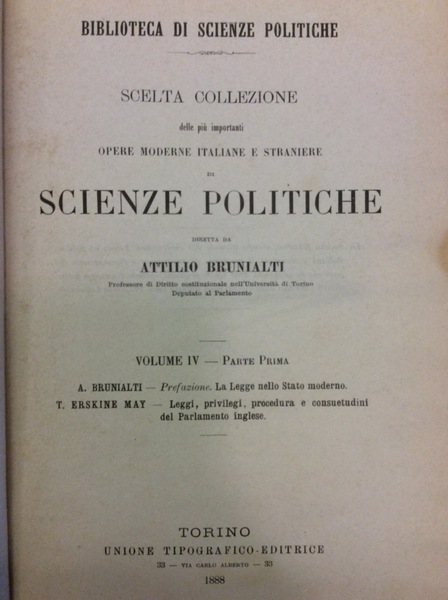 BIBLIOTECA DI SCIENZE POLITICHE
SCELTA COLLEZIONE
delle più importanti
OPERE MODERNE ITALIANE E STRANIERE
DI
SCIENZE POLITICHE
DIRETTA DA
ATTILIO BRUNIALTI
Professore di Diritto costituzionale nell'Università di Torino
Deputato al Parlamento
VOLUME IV — PARTE PRIMA
A. BRUNIALTI — Prefazione. La Legge nello Stato moderno.
T. ERSKINE MAY — Leggi, privilegi, procedura e consuetudini
del Parlamento inglese.
TORINO
UNIONE TIPOGRAFICO-EDITRICE
33 — VIA CARLO ALBERTO — 33
1888